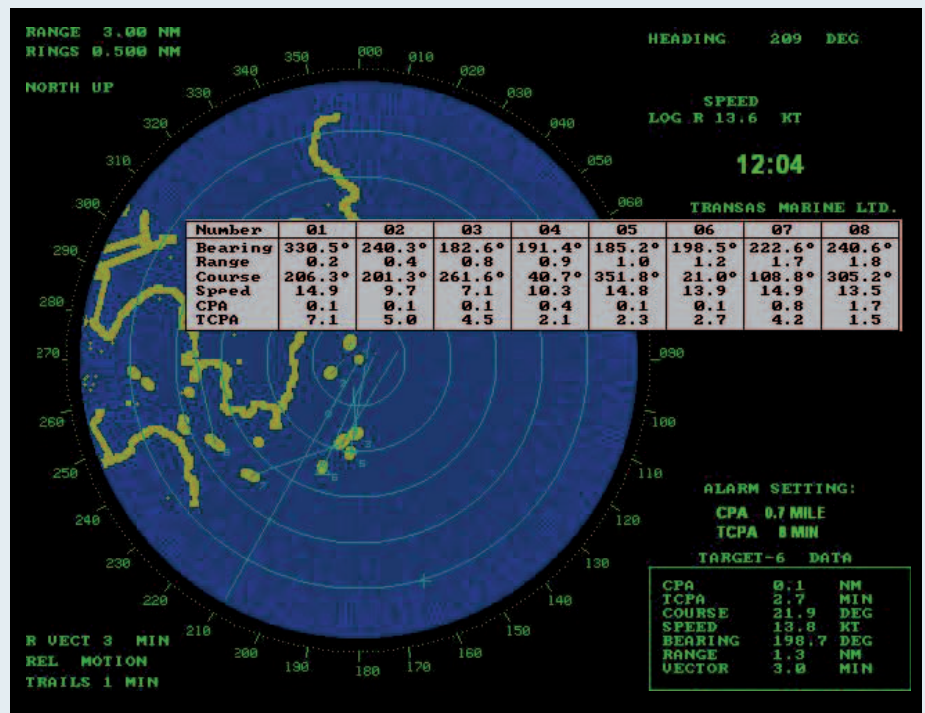 RANGE 3.00 NM
RINGS 0.500 NM
NORTH UP
HEADING 209 DEG
SPEED
LOG R 13.6 KT
12:04
TRANSAS MARINE LTD.
000
010
020
030
040
050
060
090
100
110
120
130
140
150
160
170
180
190
200
210
220
230
240
250
260
270
280
290
300
310
320
330
340
350
Number 01 02 03 04 05 06 07 08
Bearing 330.5° 240.3° 182.6° 191.4° 185.2° 198.5° 222.6° 240.6°
Range 0.2 0.4 0.8 0.9 1.0 1.2 1.7 1.8
Course 206.3° 201.3° 261.6° 40.7° 351.8° 21.0° 108.8° 305.2°
Speed 14.9 9.7 7.1 10.3 14.8 13.9 14.9 13.5
CPA 0.1 0.1 0.1 0.4 0.1 0.1 0.8 1.7
TCPA 7.1 5.0 4.5 2.1 2.3 2.7 4.2 1.5
ALARM SETTING:
CPA 0.7 MILE
TCPA 8 MIN
TARGET-6 DATA
CPA 0.1 NM
TCPA 2.7 MIN
COURSE 21.9 DEG
SPEED 13.8 KT
BEARING 198.7 DEG
RANGE 1.3 NM
VECTOR 3.0 MIN
R VECT 3 MIN
REL MOTION
TRAILS 1 MIN